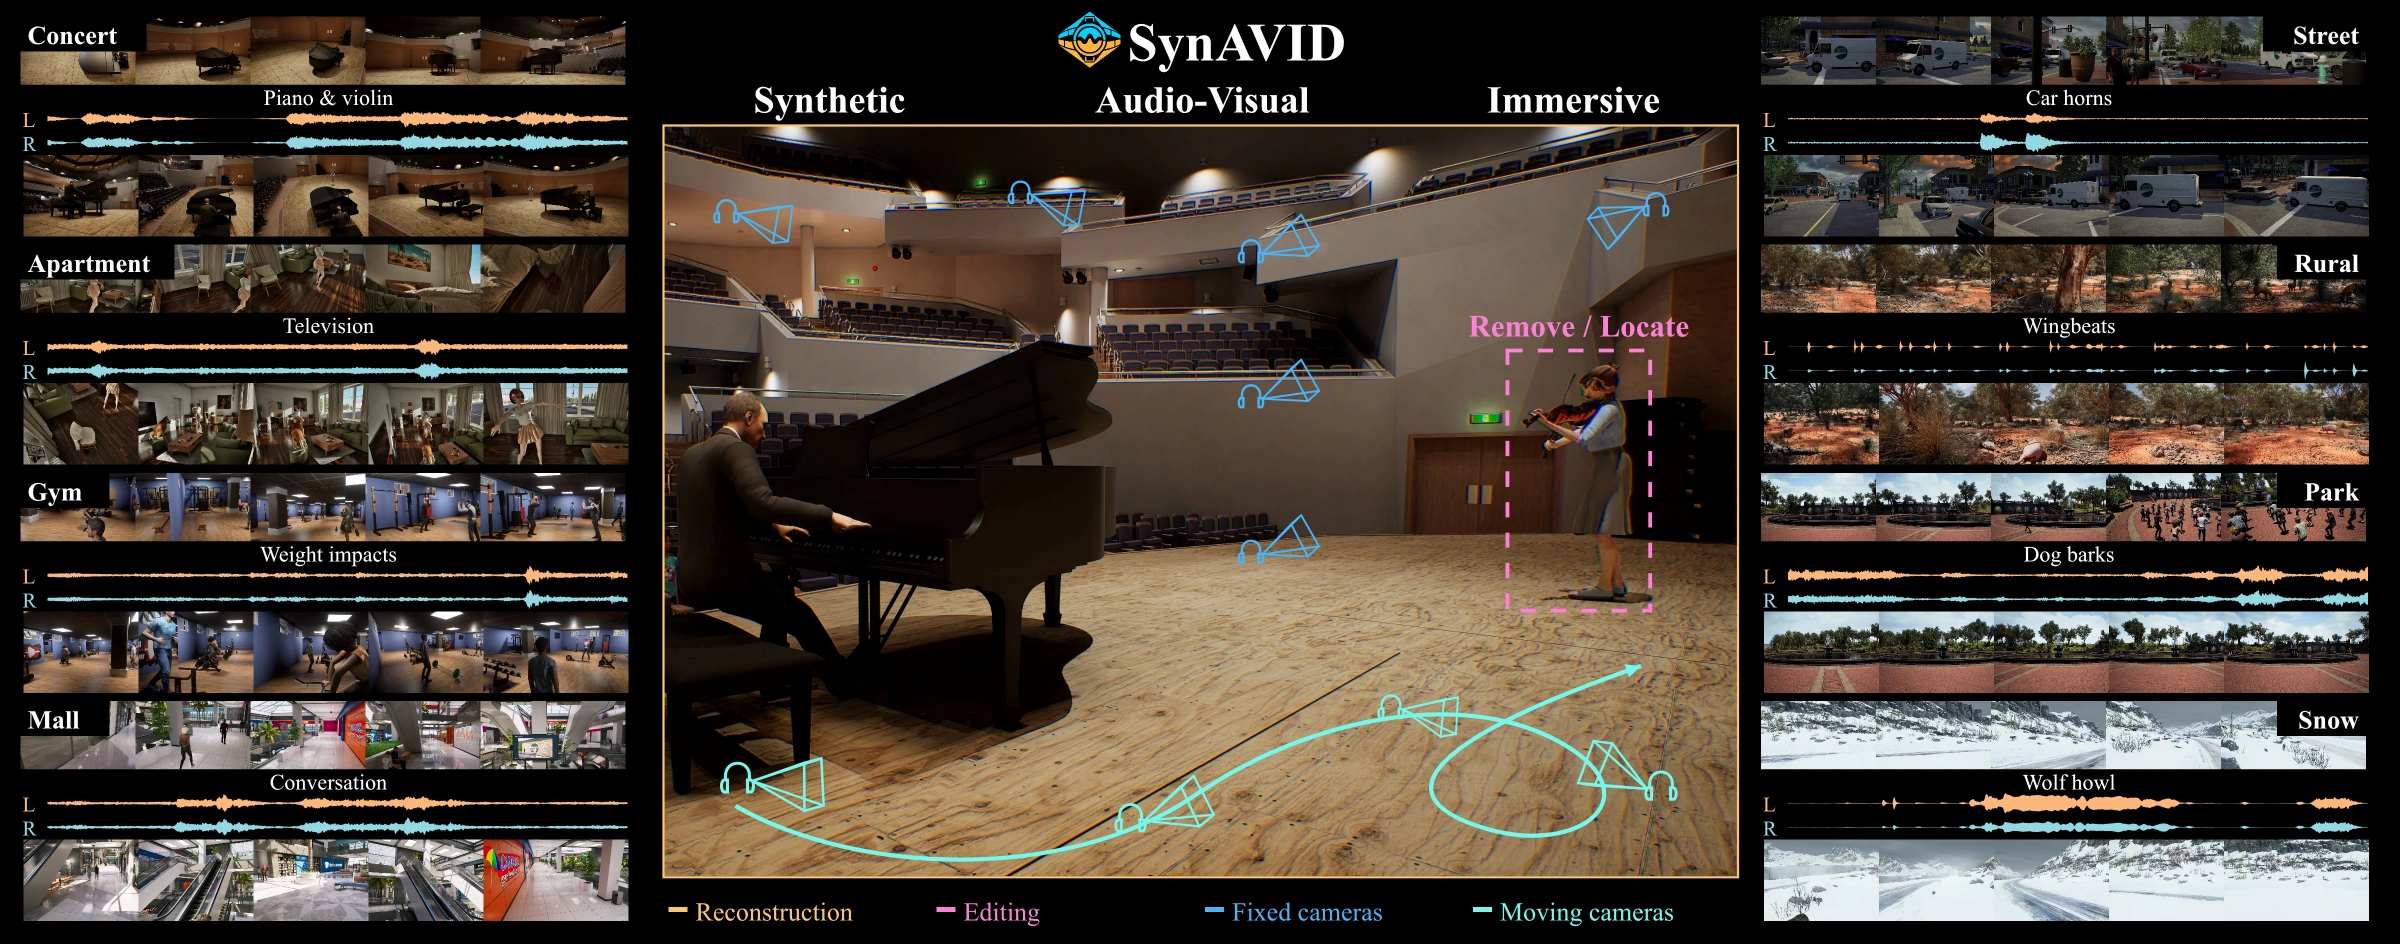 SynAVID
Synthetic Audio-Visual Immersive
Concert
Piano & violin
L
R
Apartment
Television
L
R
Gym
Weight impacts
L
R
Mall
Conversation
L
R
Remove / Locate
Reconstruction
Editing
Fixed cameras
Moving cameras
Street
Car horns
L
R
Rural
Wingbeats
L
R
Park
Dog barks
L
R
Snow
Wolf howl
L
R